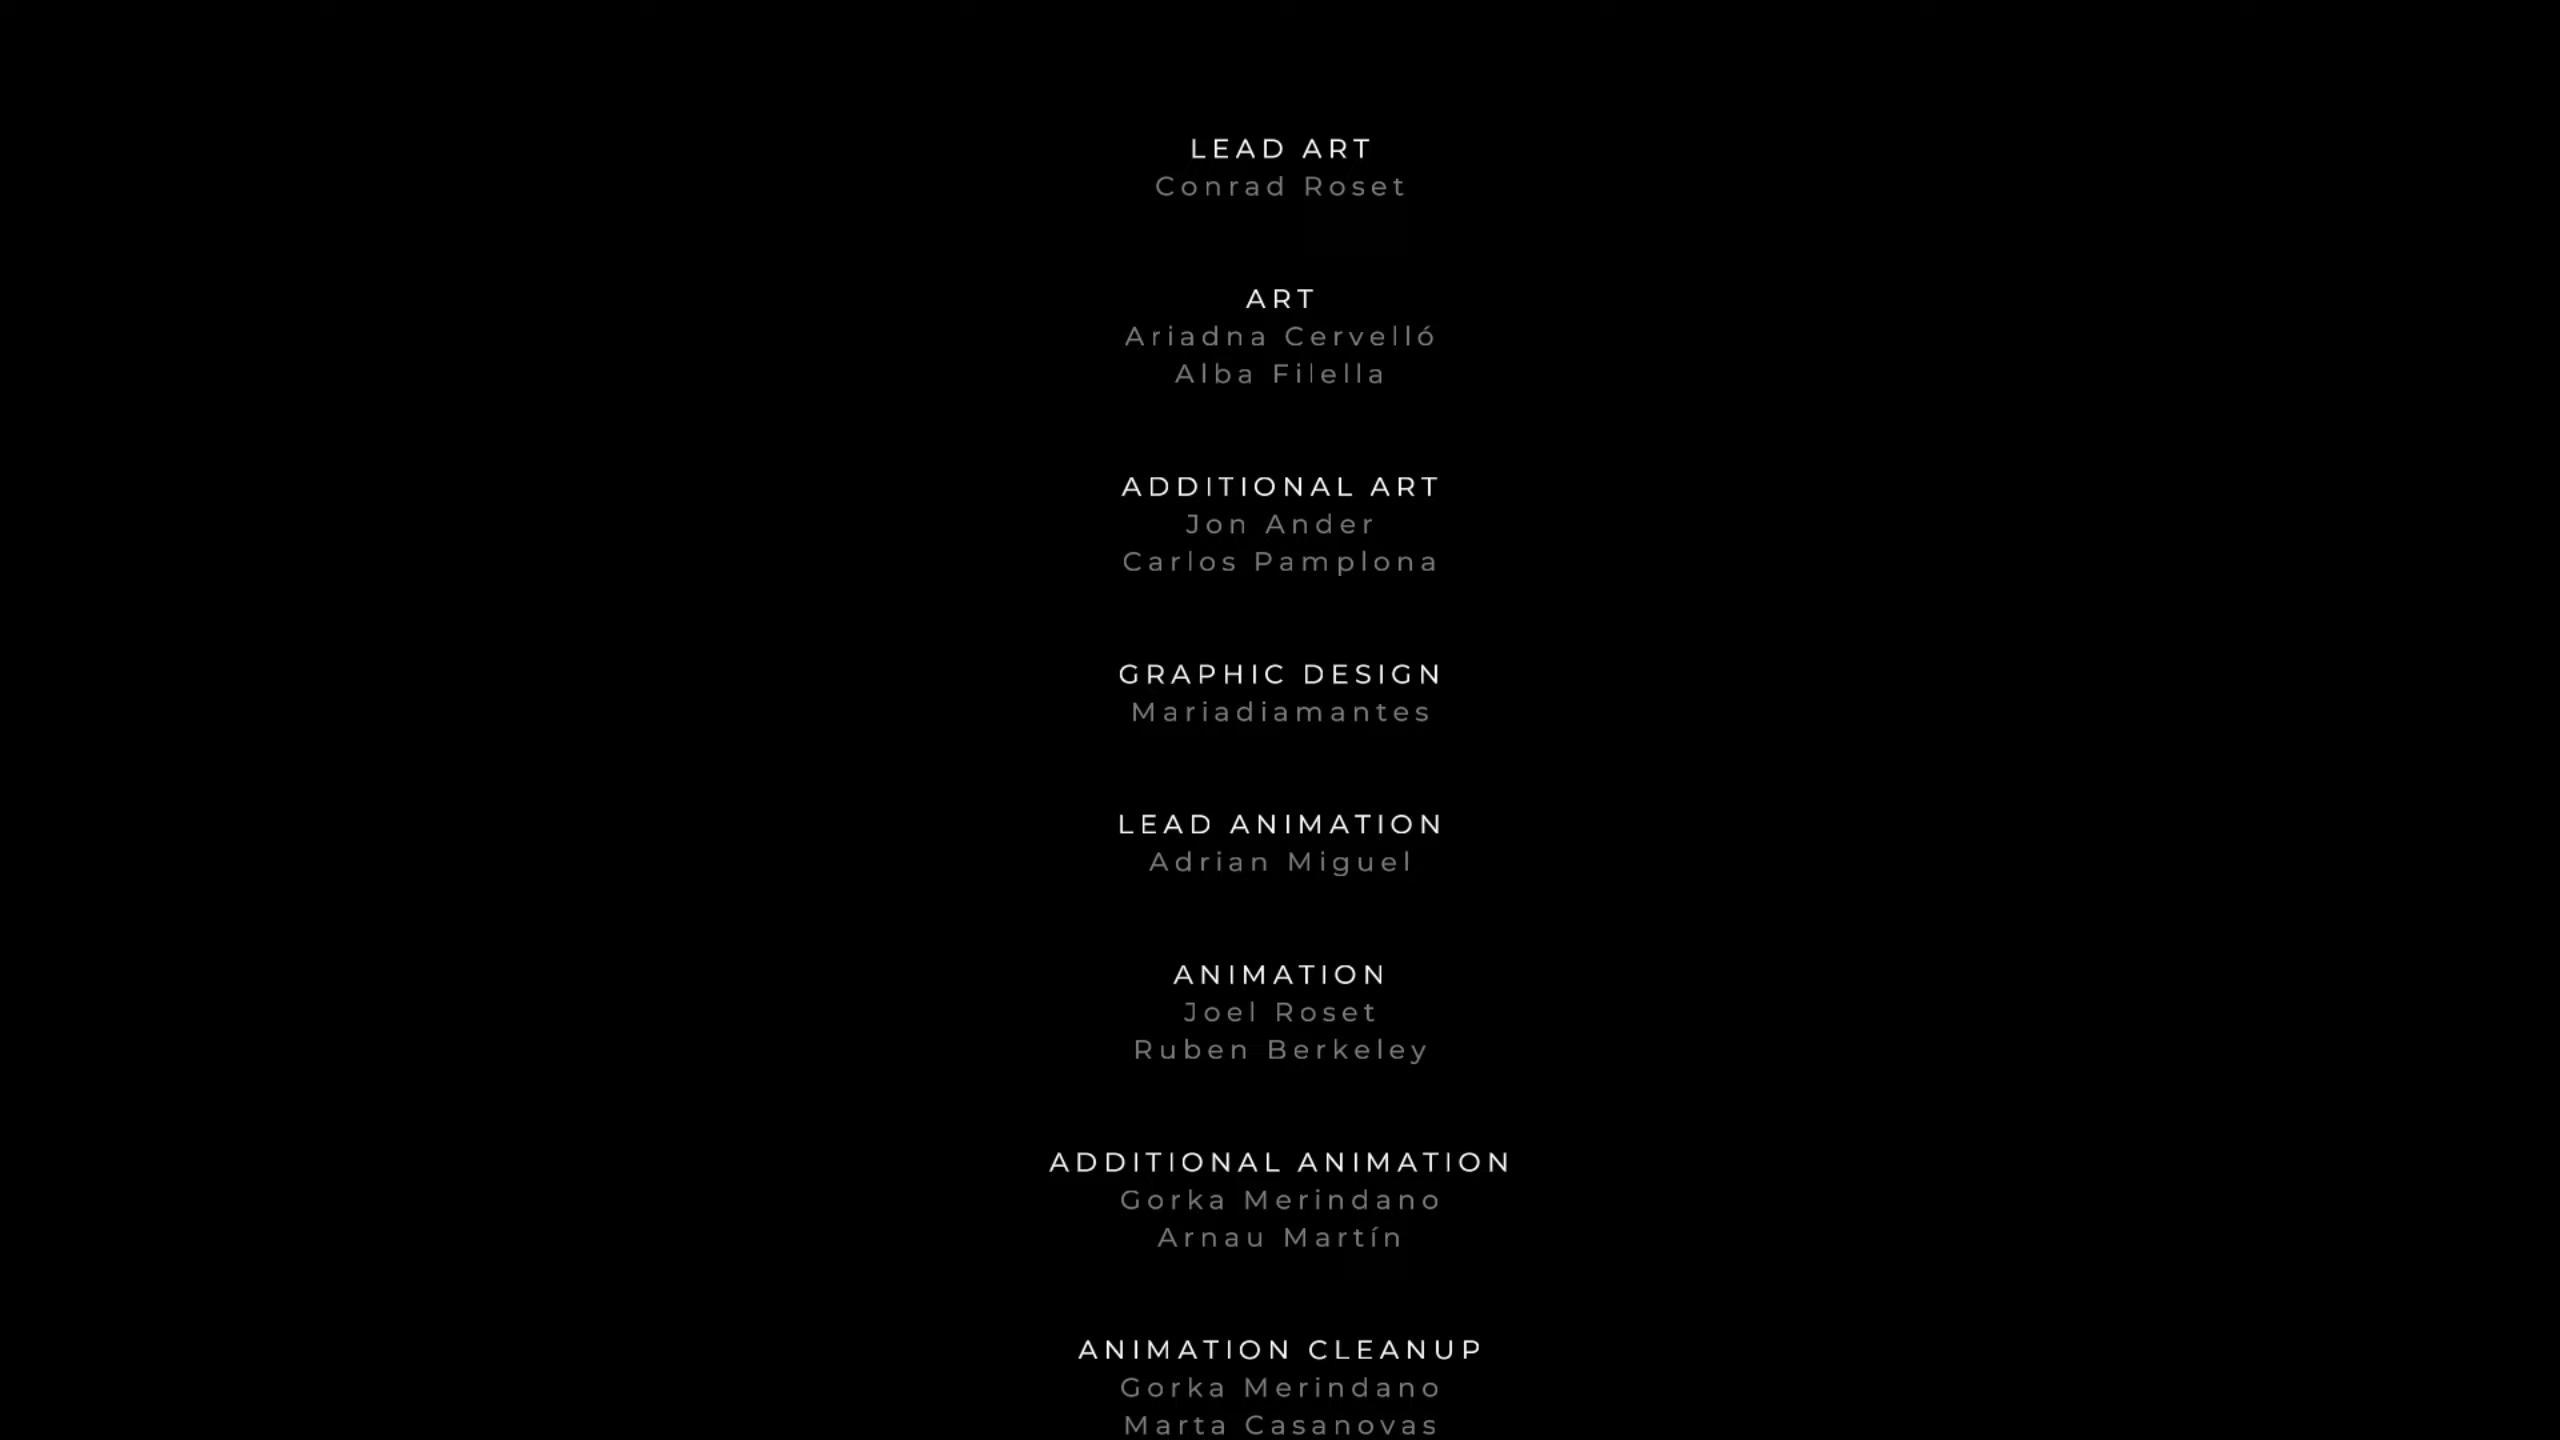 LEAD ART
Conrad Roset
ART
Ariadna Cervelló
Alba Filella
ADDITIONAL ART
Jon Ander
Carlos Pamplona
GRAPHIC DESIGN
Mariadiamantes
LEAD ANIMATION
Adrian Miguel
ANIMATION
Joel Roset
Ruben Berkeley
ADDITIONAL ANIMATION
Gorka Merindano
Arnau Martín
ANIMATION CLEANUP
Gorka Merindano
Marta Casanovas